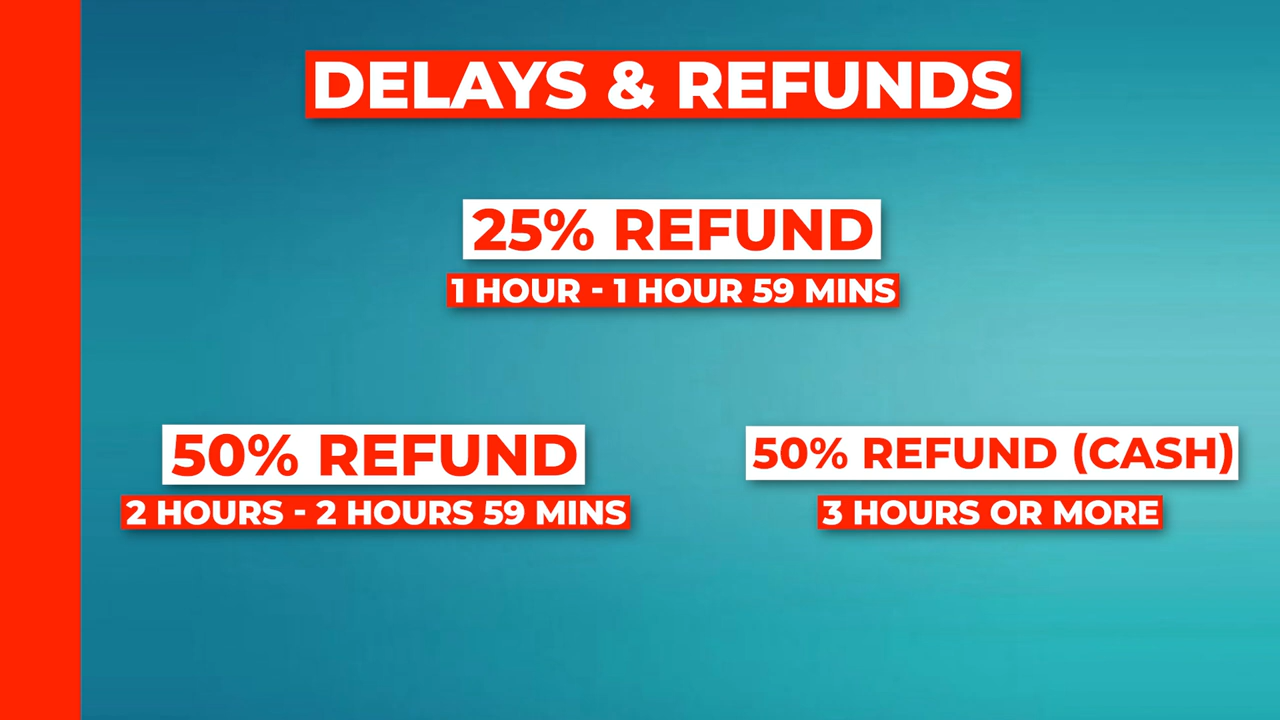 DELAYS & REFUNDS
25% REFUND
1 HOUR - 1 HOUR 59 MINS
50% REFUND
2 HOURS - 2 HOURS 59 MINS
50% REFUND (CASH)
3 HOURS OR MORE